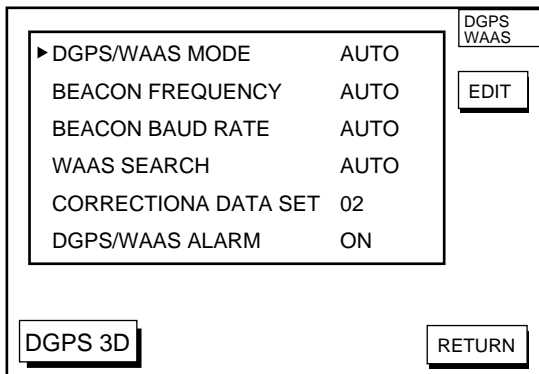 DGPS
WAAS
▶DGPS/WAAS MODE AUTO
BEACON FREQUENCY AUTO
EDIT
BEACON BAUD RATE AUTO
WAAS SEARCH AUTO
CORRECTIONA DATA SET 02
DGPS/WAAS ALARM ON
DGPS 3D
RETURN